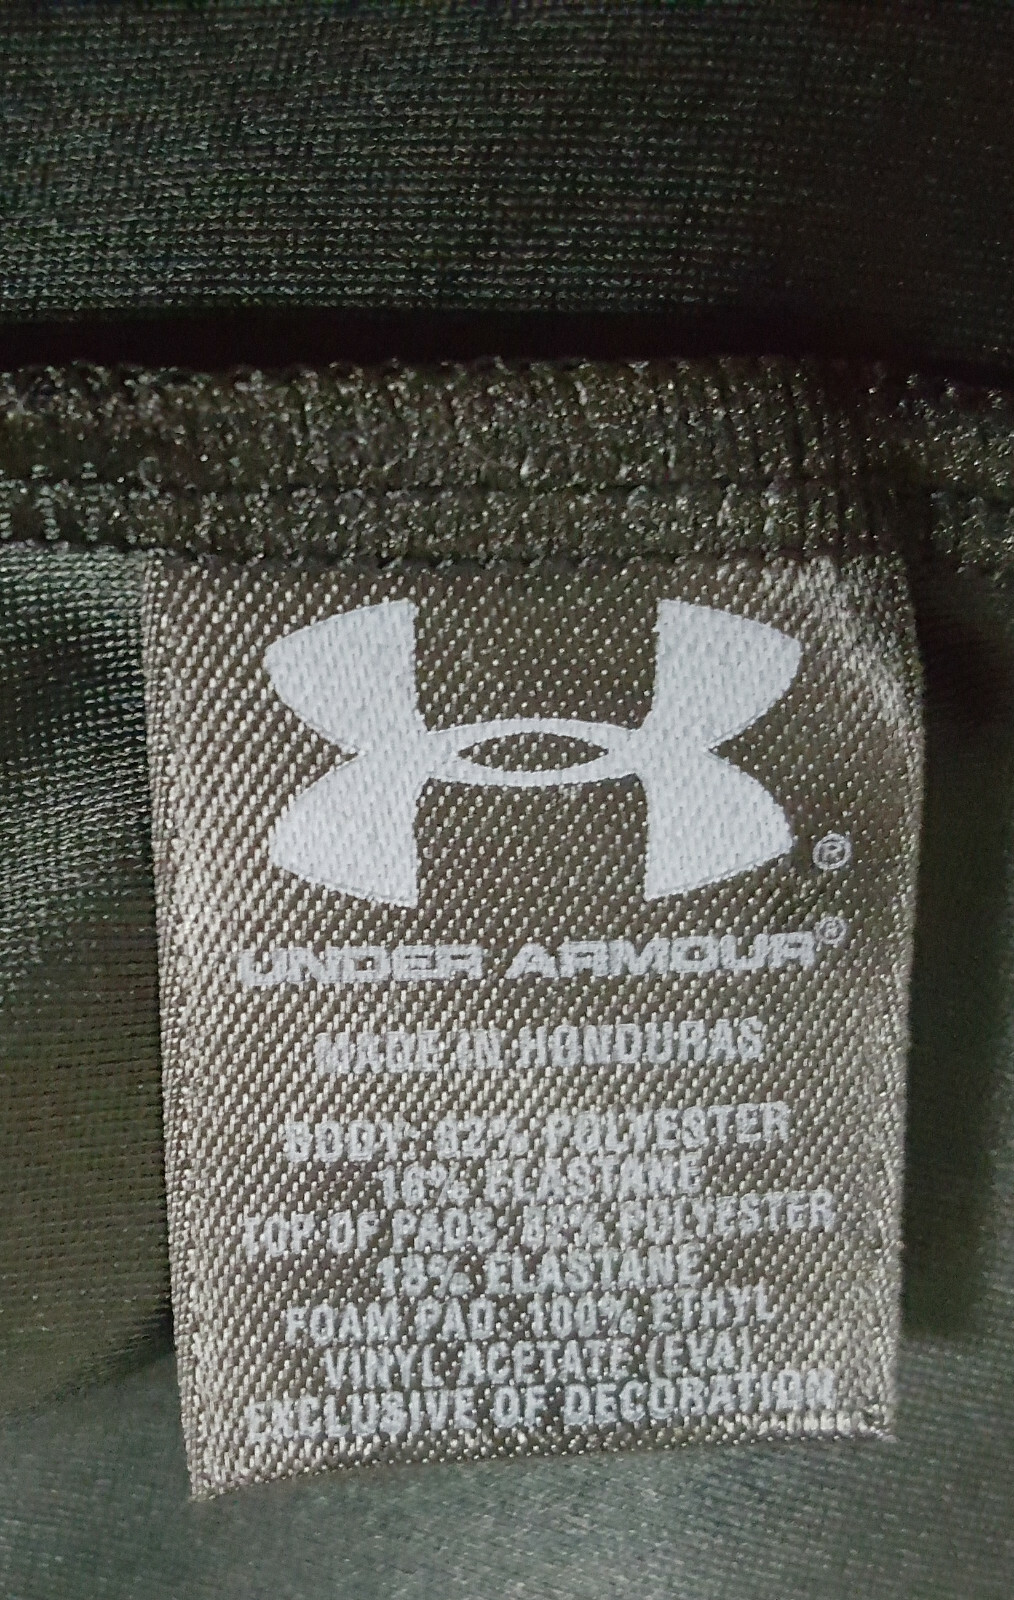 ®
UNDER ARMOUR®
MADE IN HONDURAS
BODY: 82% POLYESTER
18% ELASTANE
TOP OF PADS: 82% POLYESTER
18% ELASTANE
FOAM PAD: 100% ETHYL
VINYL ACETATE (EVA)
EXCLUSIVE OF DECORATION